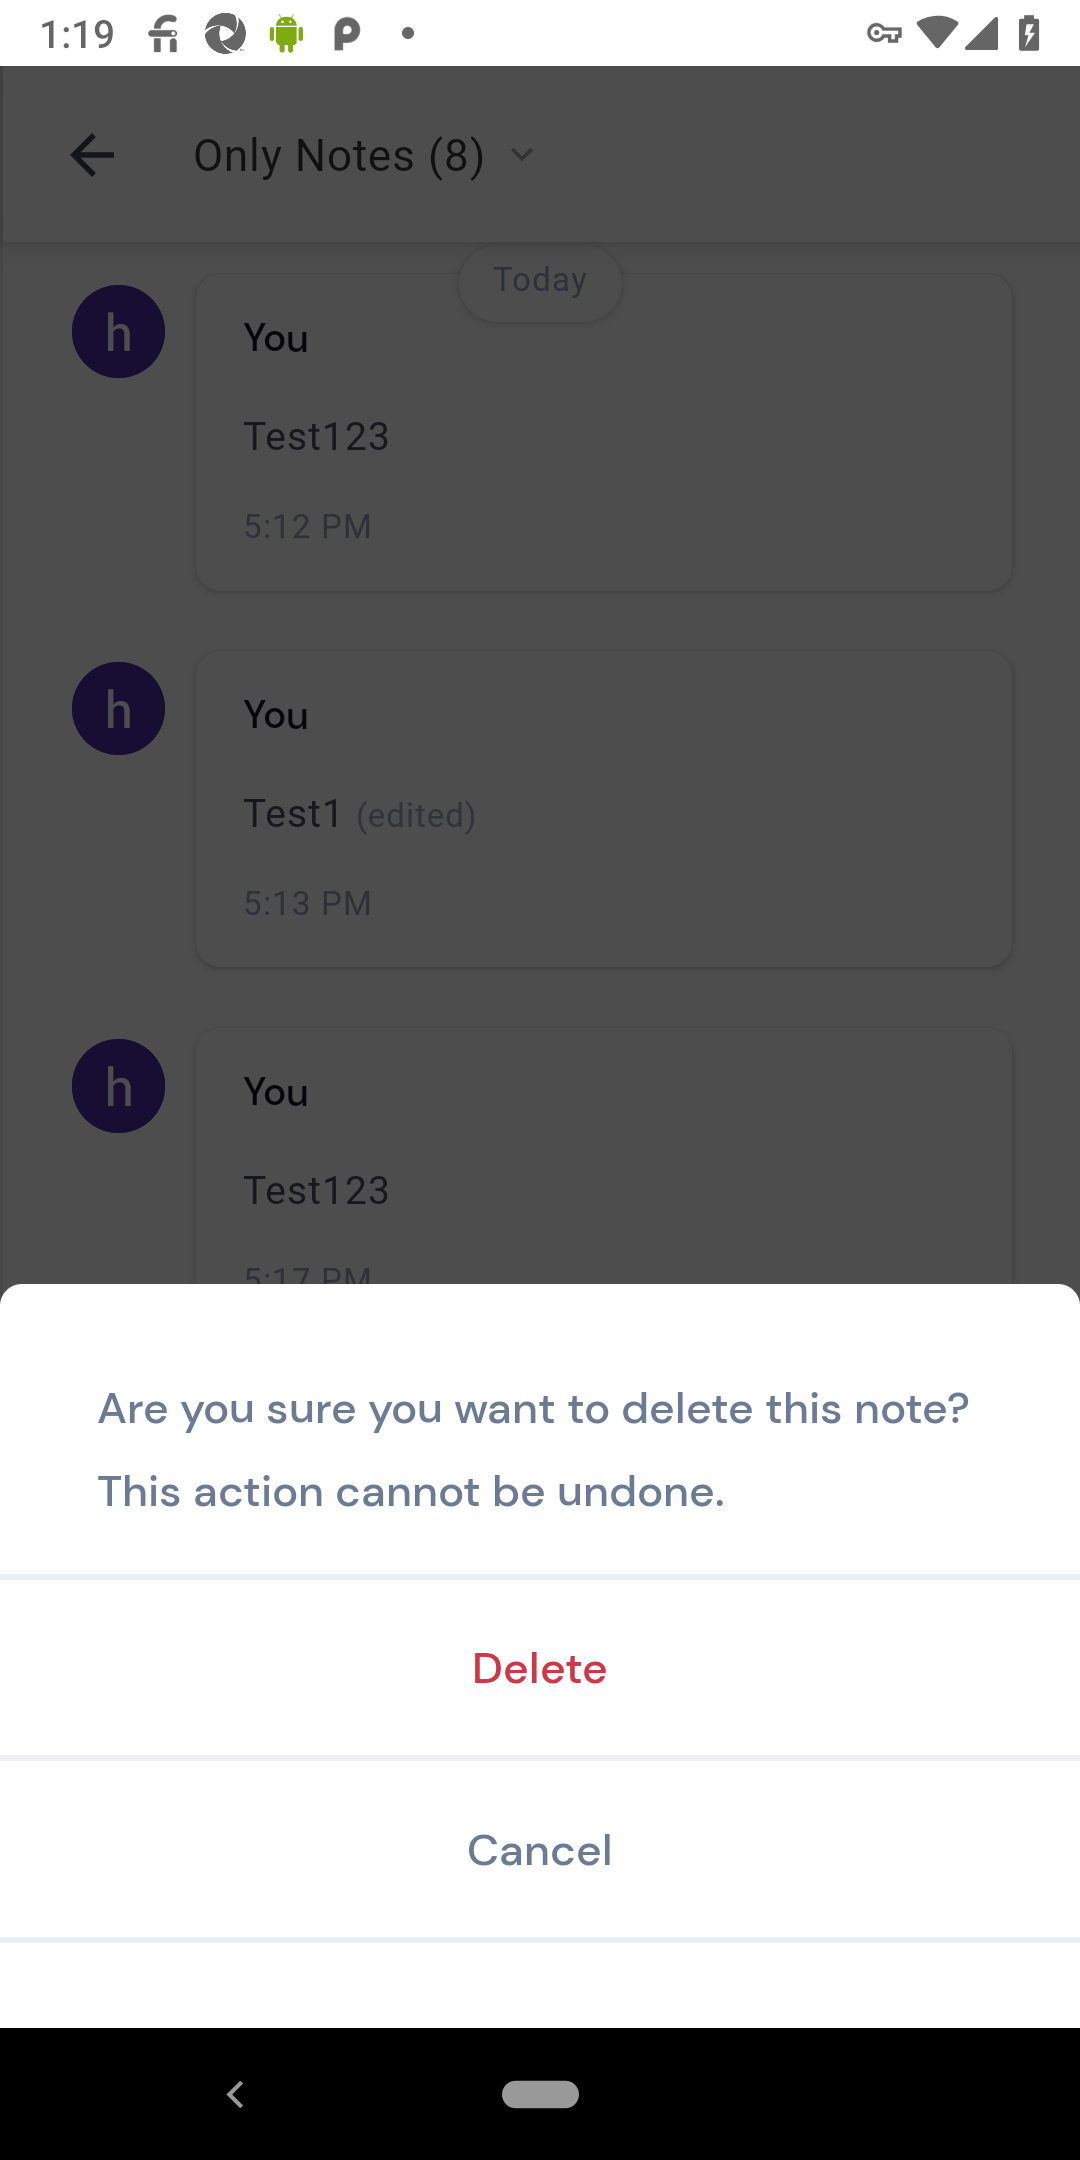 1:19
Only Notes (8)
Today
h
You
Test123
5:12 PM
h
You
Test1 (edited)
5:13 PM
h
You
Test123
5:17 PM
Are you sure you want to delete this note?
This action cannot be undone.
Delete
Cancel